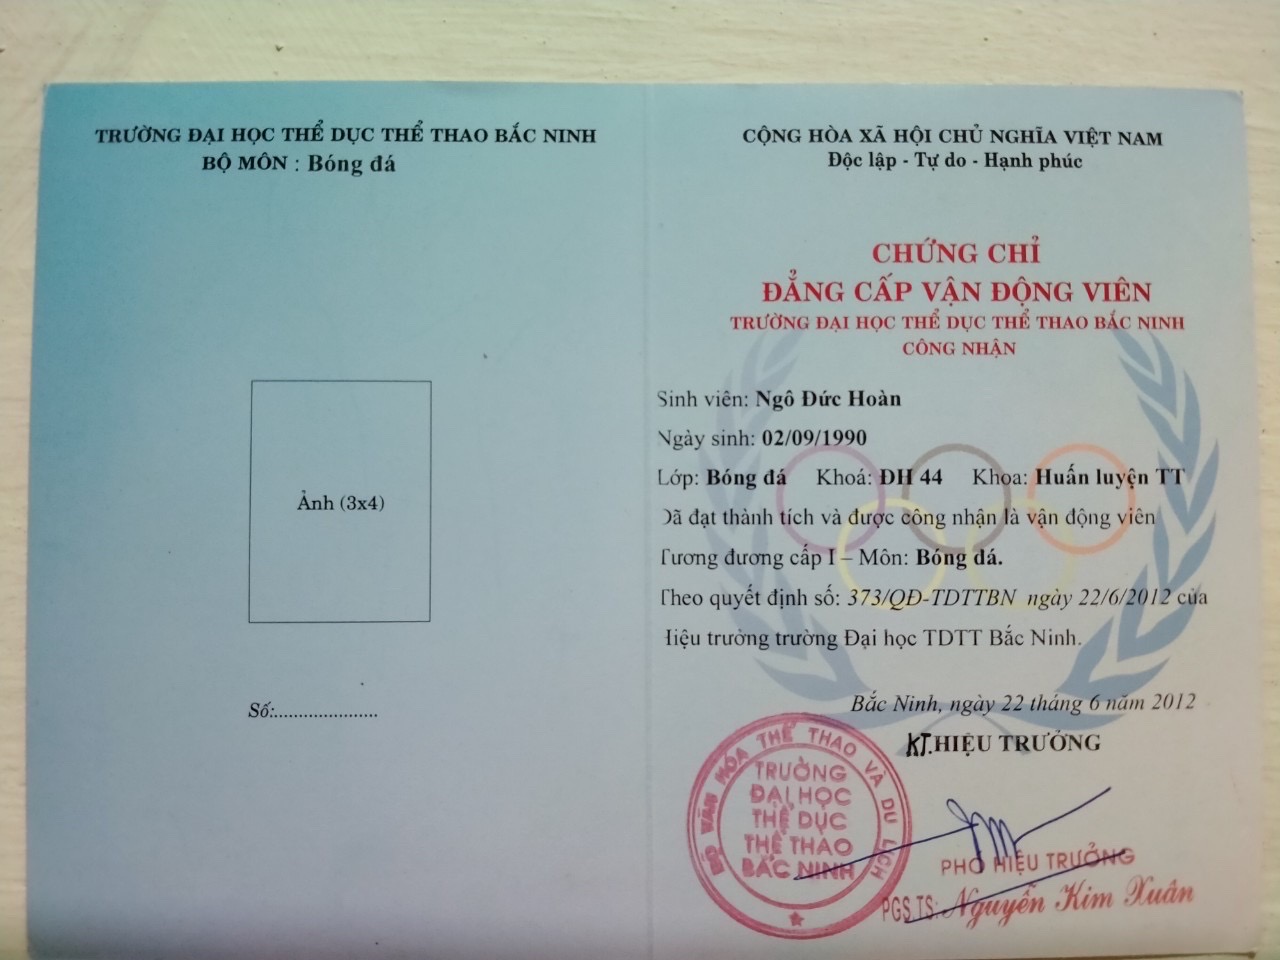 TRƯỜNG ĐẠI HỌC THỂ DỤC THỂ THAO BẮC NINH
BỘ MÔN : Bóng đá
Ảnh (3x4)
Số:......................
CỘNG HÒA XÃ HỘI CHỦ NGHĨA VIỆT NAM
Độc lập - Tự do - Hạnh phúc
CHỨNG CHỈ
ĐẲNG CẤP VẬN ĐỘNG VIÊN
TRƯỜNG ĐẠI HỌC THỂ DỤC THỂ THAO BẮC NINH
CÔNG NHẬN
Sinh viên: Ngô Đức Hoàn
Ngày sinh: 02/09/1990
Lớp: Bóng đá Khoá: ĐH 44 Khoa: Huấn luyện TT
Đã đạt thành tích và được công nhận là vận động viên
Tương đương cấp I – Môn: Bóng đá.
Theo quyết định số: 373/QĐ-TDTTBN ngày 22/6/2012 của
Hiệu trưởng trường Đại học TDTT Bắc Ninh.
Bắc Ninh, ngày 22 tháng 6 năm 2012
KT.HIỆU TRƯỞNG
BỘ VĂN HÓA THỂ THAO VÀ DU LỊCH
TRƯỜNG
ĐẠI HỌC
THỂ DỤC
THỂ THAO
BẮC NINH
PHÓ HIỆU TRƯỞNG
PGS.TS: Nguyễn Kim Xuân